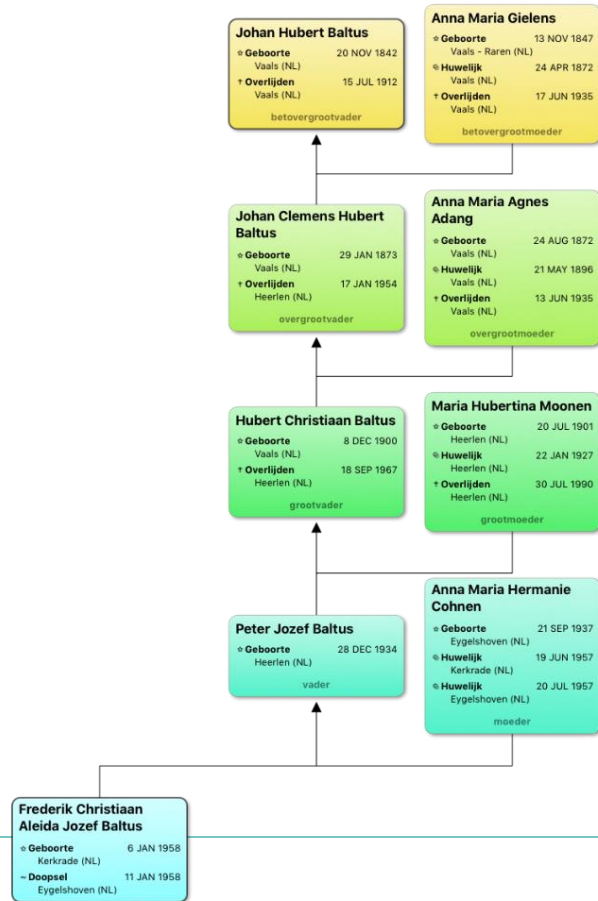 Johan Hubert Baltus
☆ Geboorte 20 NOV 1842
Vaals (NL)
† Overlijden 15 JUL 1912
Vaals (NL)
betovergrootvader
Anna Maria Gielens
☆ Geboorte 13 NOV 1847
Vaals - Raren (NL)
⚭ Huwelijk 24 APR 1872
Vaals (NL)
† Overlijden 17 JUN 1935
Vaals (NL)
betovergrootmoeder
Johan Clemens Hubert
Baltus
☆ Geboorte 29 JAN 1873
Vaals (NL)
† Overlijden 17 JAN 1954
Heerlen (NL)
overgrootvader
Anna Maria Agnes
Adang
☆ Geboorte 24 AUG 1872
Vaals (NL)
⚭ Huwelijk 21 MAY 1896
Vaals (NL)
† Overlijden 13 JUN 1935
Vaals (NL)
overgrootmoeder
Hubert Christiaan Baltus
☆ Geboorte 8 DEC 1900
Vaals (NL)
† Overlijden 18 SEP 1967
Heerlen (NL)
grootvader
Maria Hubertina Moonen
☆ Geboorte 20 JUL 1901
Heerlen (NL)
⚭ Huwelijk 22 JAN 1927
Heerlen (NL)
† Overlijden 30 JUL 1990
Heerlen (NL)
grootmoeder
Peter Jozef Baltus
☆ Geboorte 28 DEC 1934
Heerlen (NL)
vader
Anna Maria Hermanie
Cohnen
☆ Geboorte 21 SEP 1937
Eygelshoven (NL)
⚭ Huwelijk 19 JUN 1957
Kerkrade (NL)
⚭ Huwelijk 20 JUL 1957
Eygelshoven (NL)
moeder
Frederik Christiaan
Aleida Jozef Baltus
☆ Geboorte 6 JAN 1958
Kerkrade (NL)
~ Doopsel 11 JAN 1958
Eygelshoven (NL)